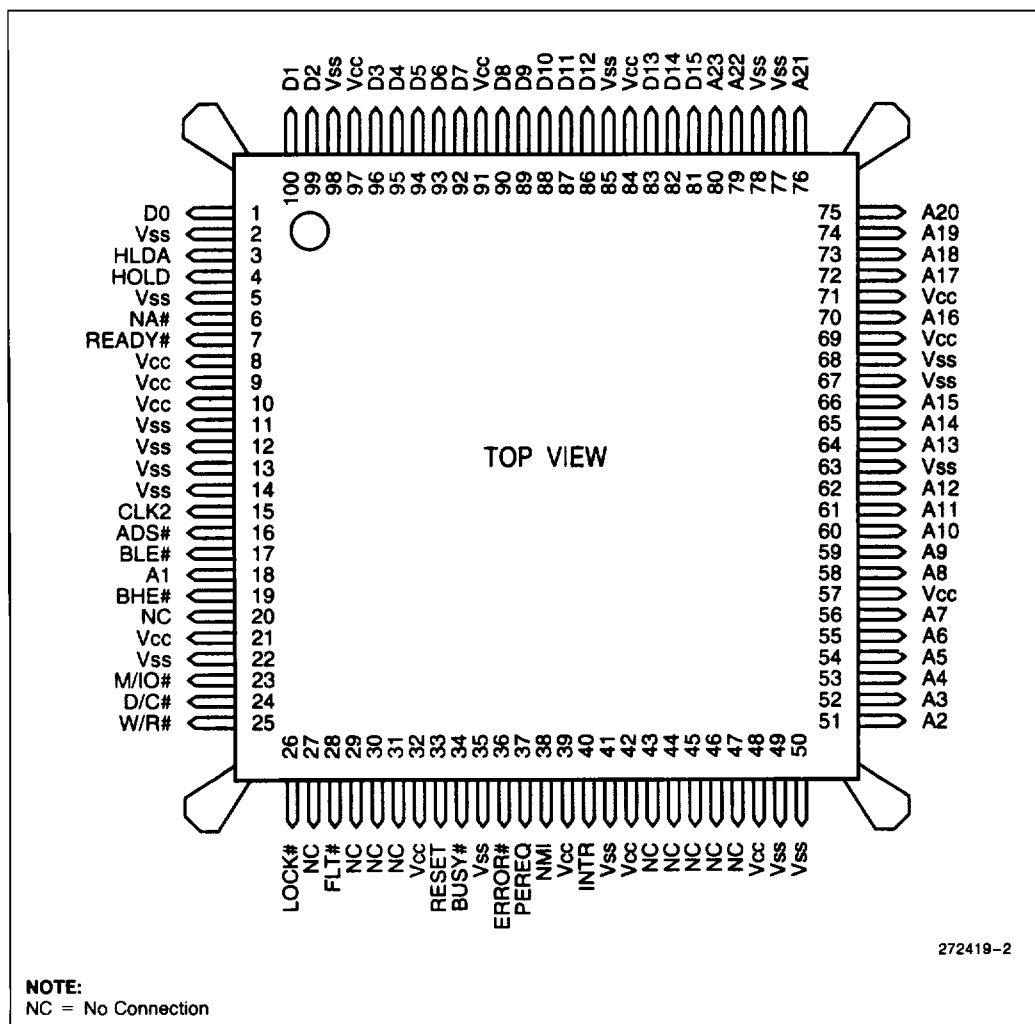 D1 D2 Vss Vcc D3 D4 D5 D6 D7 Vcc D8 D9 D10 D11 D12 Vss Vcc D13 D14 D15 A23 A22 Vss Vss A21
100 99 98 97 96 95 94 93 92 91 90 89 88 87 86 85 84 83 82 81 80 79 78 77 76
D0 1 75 A20
Vss 2 74 A19
HLDA 3 73 A18
HOLD 4 72 A17
Vss 5 71 Vcc
NA# 6 70 A16
READY# 7 69 Vcc
Vcc 8 68 Vss
Vcc 9 67 Vss
Vcc 10 66 A15
Vss 11 65 A14
Vss 12 64 A13
Vss 13 63 Vss
Vss 14 62 A12
CLK2 15 61 A11
ADS# 16 60 A10
BLE# 17 59 A9
A1 18 58 A8
BHE# 19 57 Vcc
NC 20 56 A7
Vcc 21 55 A6
Vss 22 54 A5
M/IO# 23 53 A4
D/C# 24 52 A3
W/R# 25 51 A2
TOP VIEW
26 27 28 29 30 31 32 33 34 35 36 37 38 39 40 41 42 43 44 45 46 47 48 49 50
LOCK# NC FLT# NC NC NC Vcc RESET BUSY# Vss ERROR# PEREQ NMI Vcc INTR Vss Vcc NC NC NC NC NC Vcc Vss Vss
272419-2
NOTE:
NC = No Connection